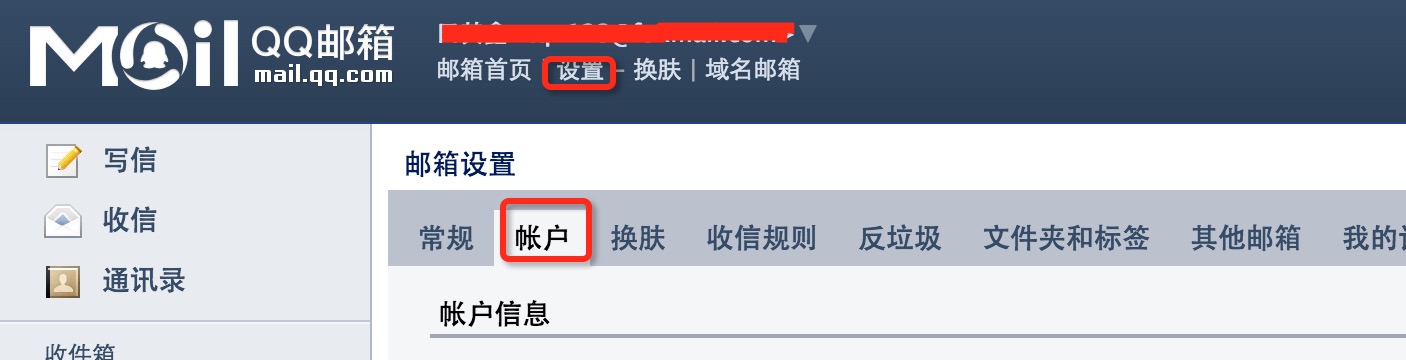 Mail QQ邮箱
mail.qq.com
邮箱首页 | 设置 - 换肤 | 域名邮箱
写信
收信
通讯录
收件箱
邮箱设置
常规 帐户 换肤 收信规则 反垃圾 文件夹和标签 其他邮箱 我的
帐户信息